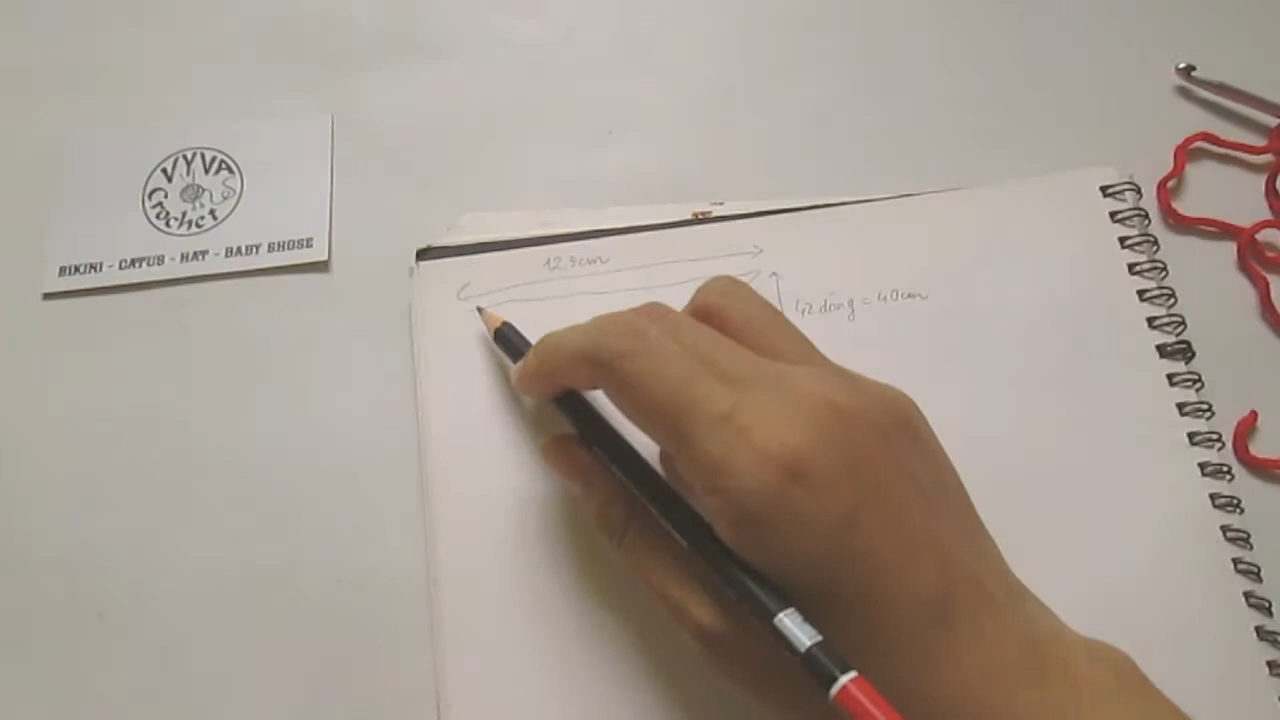 VYVA
Crochet
BIKINI - CATUS - HAT - BABY SHOSE
123cm
42 dòng = 40cm